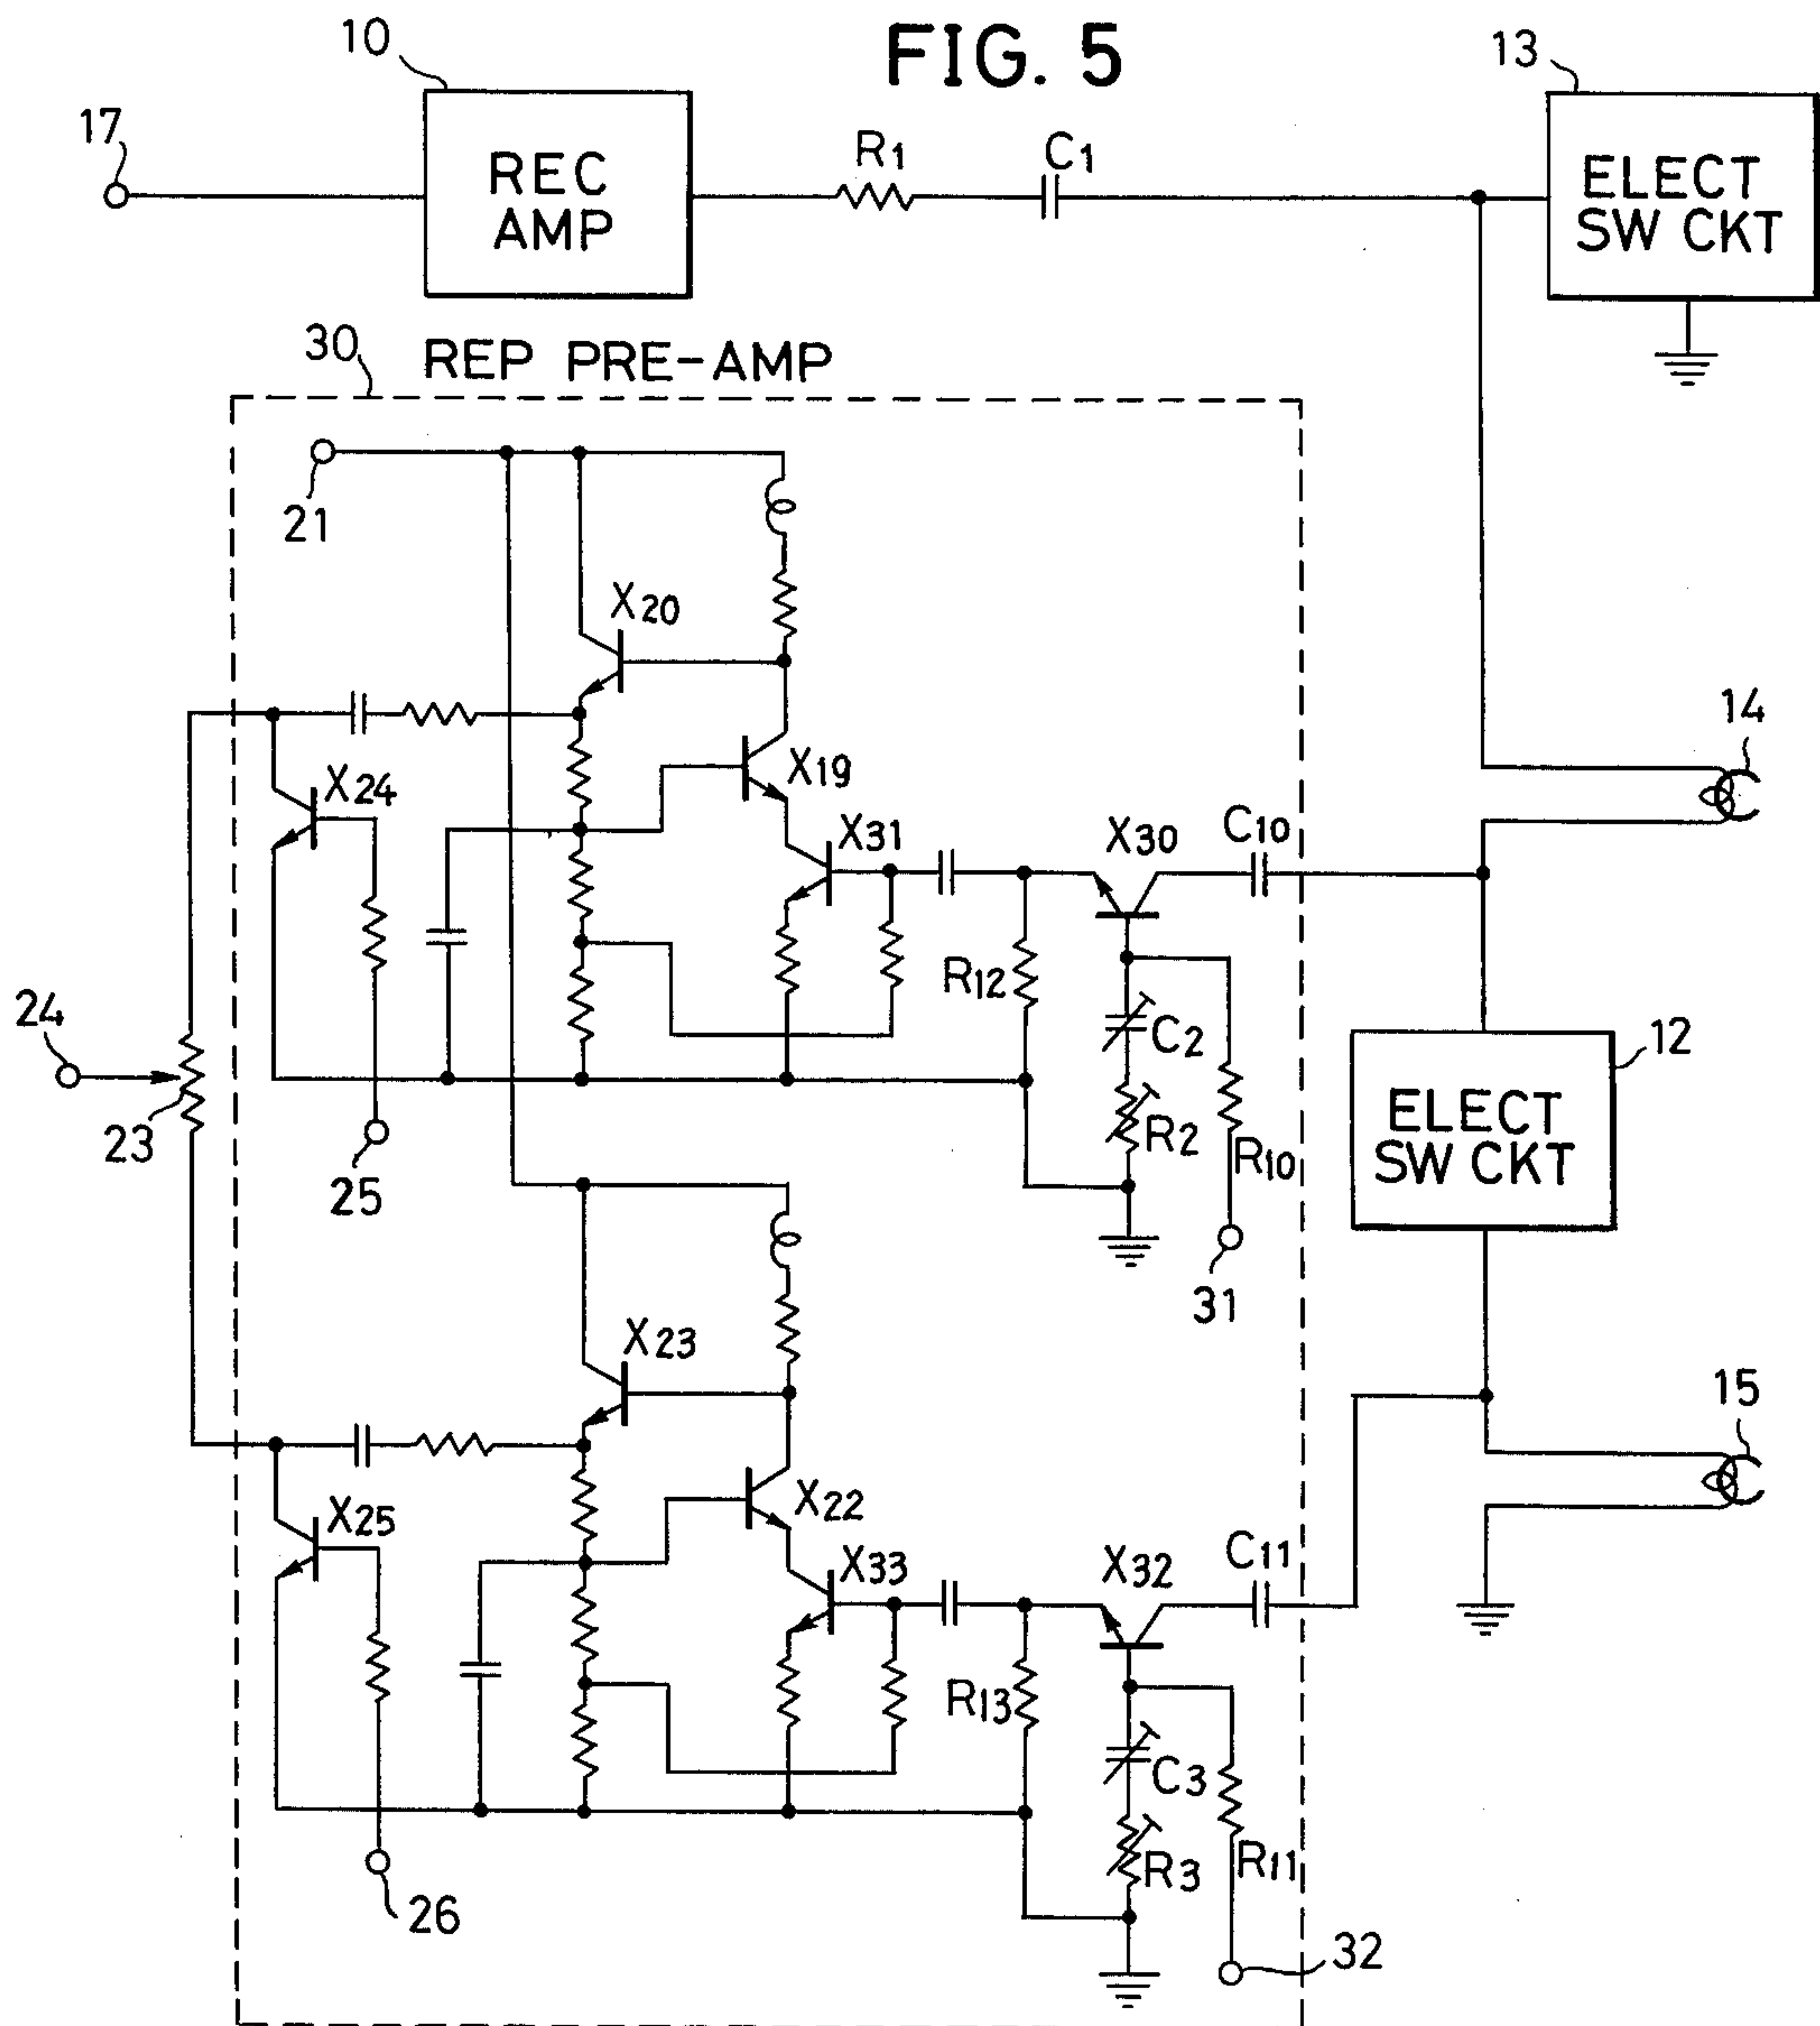 FIG. 5
10
13
17
REC
AMP
R1
C1
ELECT
SW CKT
30
REP PRE-AMP
21
X20
14
X19
X24
X31
X30
C10
R12
24
C2
12
23
R2
ELECT
SW CKT
R10
25
31
X23
15
X22
X25
X33
X32
C11
R13
C3
R3
R11
26
32